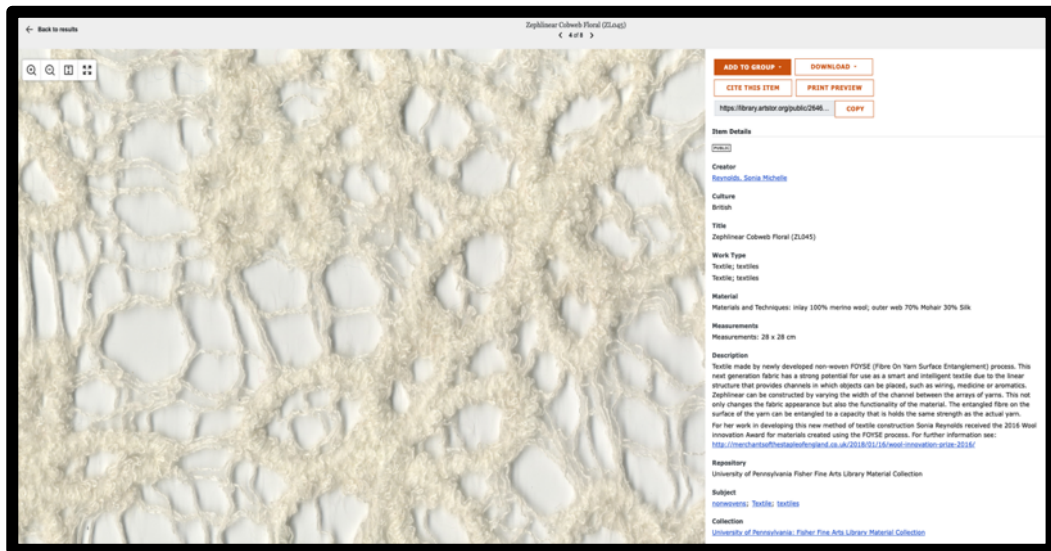 Back to results
Zephlinear Cobweb Floral (ZL045)
4 of 8
ADD TO GROUP
DOWNLOAD
CITE THIS ITEM
PRINT PREVIEW
https://library.artstor.org/public/2646...
COPY
Item Details
PUBLIC
Creator
Reynolds, Sonia Michelle
Culture
British
Title
Zephlinear Cobweb Floral (ZL045)
Work Type
Textile; textiles
Textile; textiles
Material
Materials and Techniques: inlay 100% merino wool; outer web 70% Mohair 30% Silk
Measurements
Measurements: 28 x 28 cm
Description
Textile made by newly developed non-woven FOYSE (Fibre On Yarn Surface Entanglement) process. This
next generation fabric has a strong potential for use as a smart and intelligent textile due to the linear
structure that provides channels in which objects can be placed, such as wiring, medicine or aromatics.
Zephlinear can be constructed by varying the width of the channel between the arrays of yarns. This not
only changes the fabric appearance but also the functionality of the material. The entangled fibre on the
surface of the yarn can be entangled to a capacity that is holds the same strength as the actual yarn.
For her work in developing this new method of textile construction Sonia Reynolds received the 2016 Wool
Innovation Award for materials created using the FOYSE process. For further information see:
http://merchantsofthestapleofengland.co.uk/2018/01/16/wool-innovation-prize-2016/
Repository
University of Pennsylvania Fisher Fine Arts Library Material Collection
Subject
nonwovens; Textile; textiles
Collection
University of Pennsylvania: Fisher Fine Arts Library Material Collection